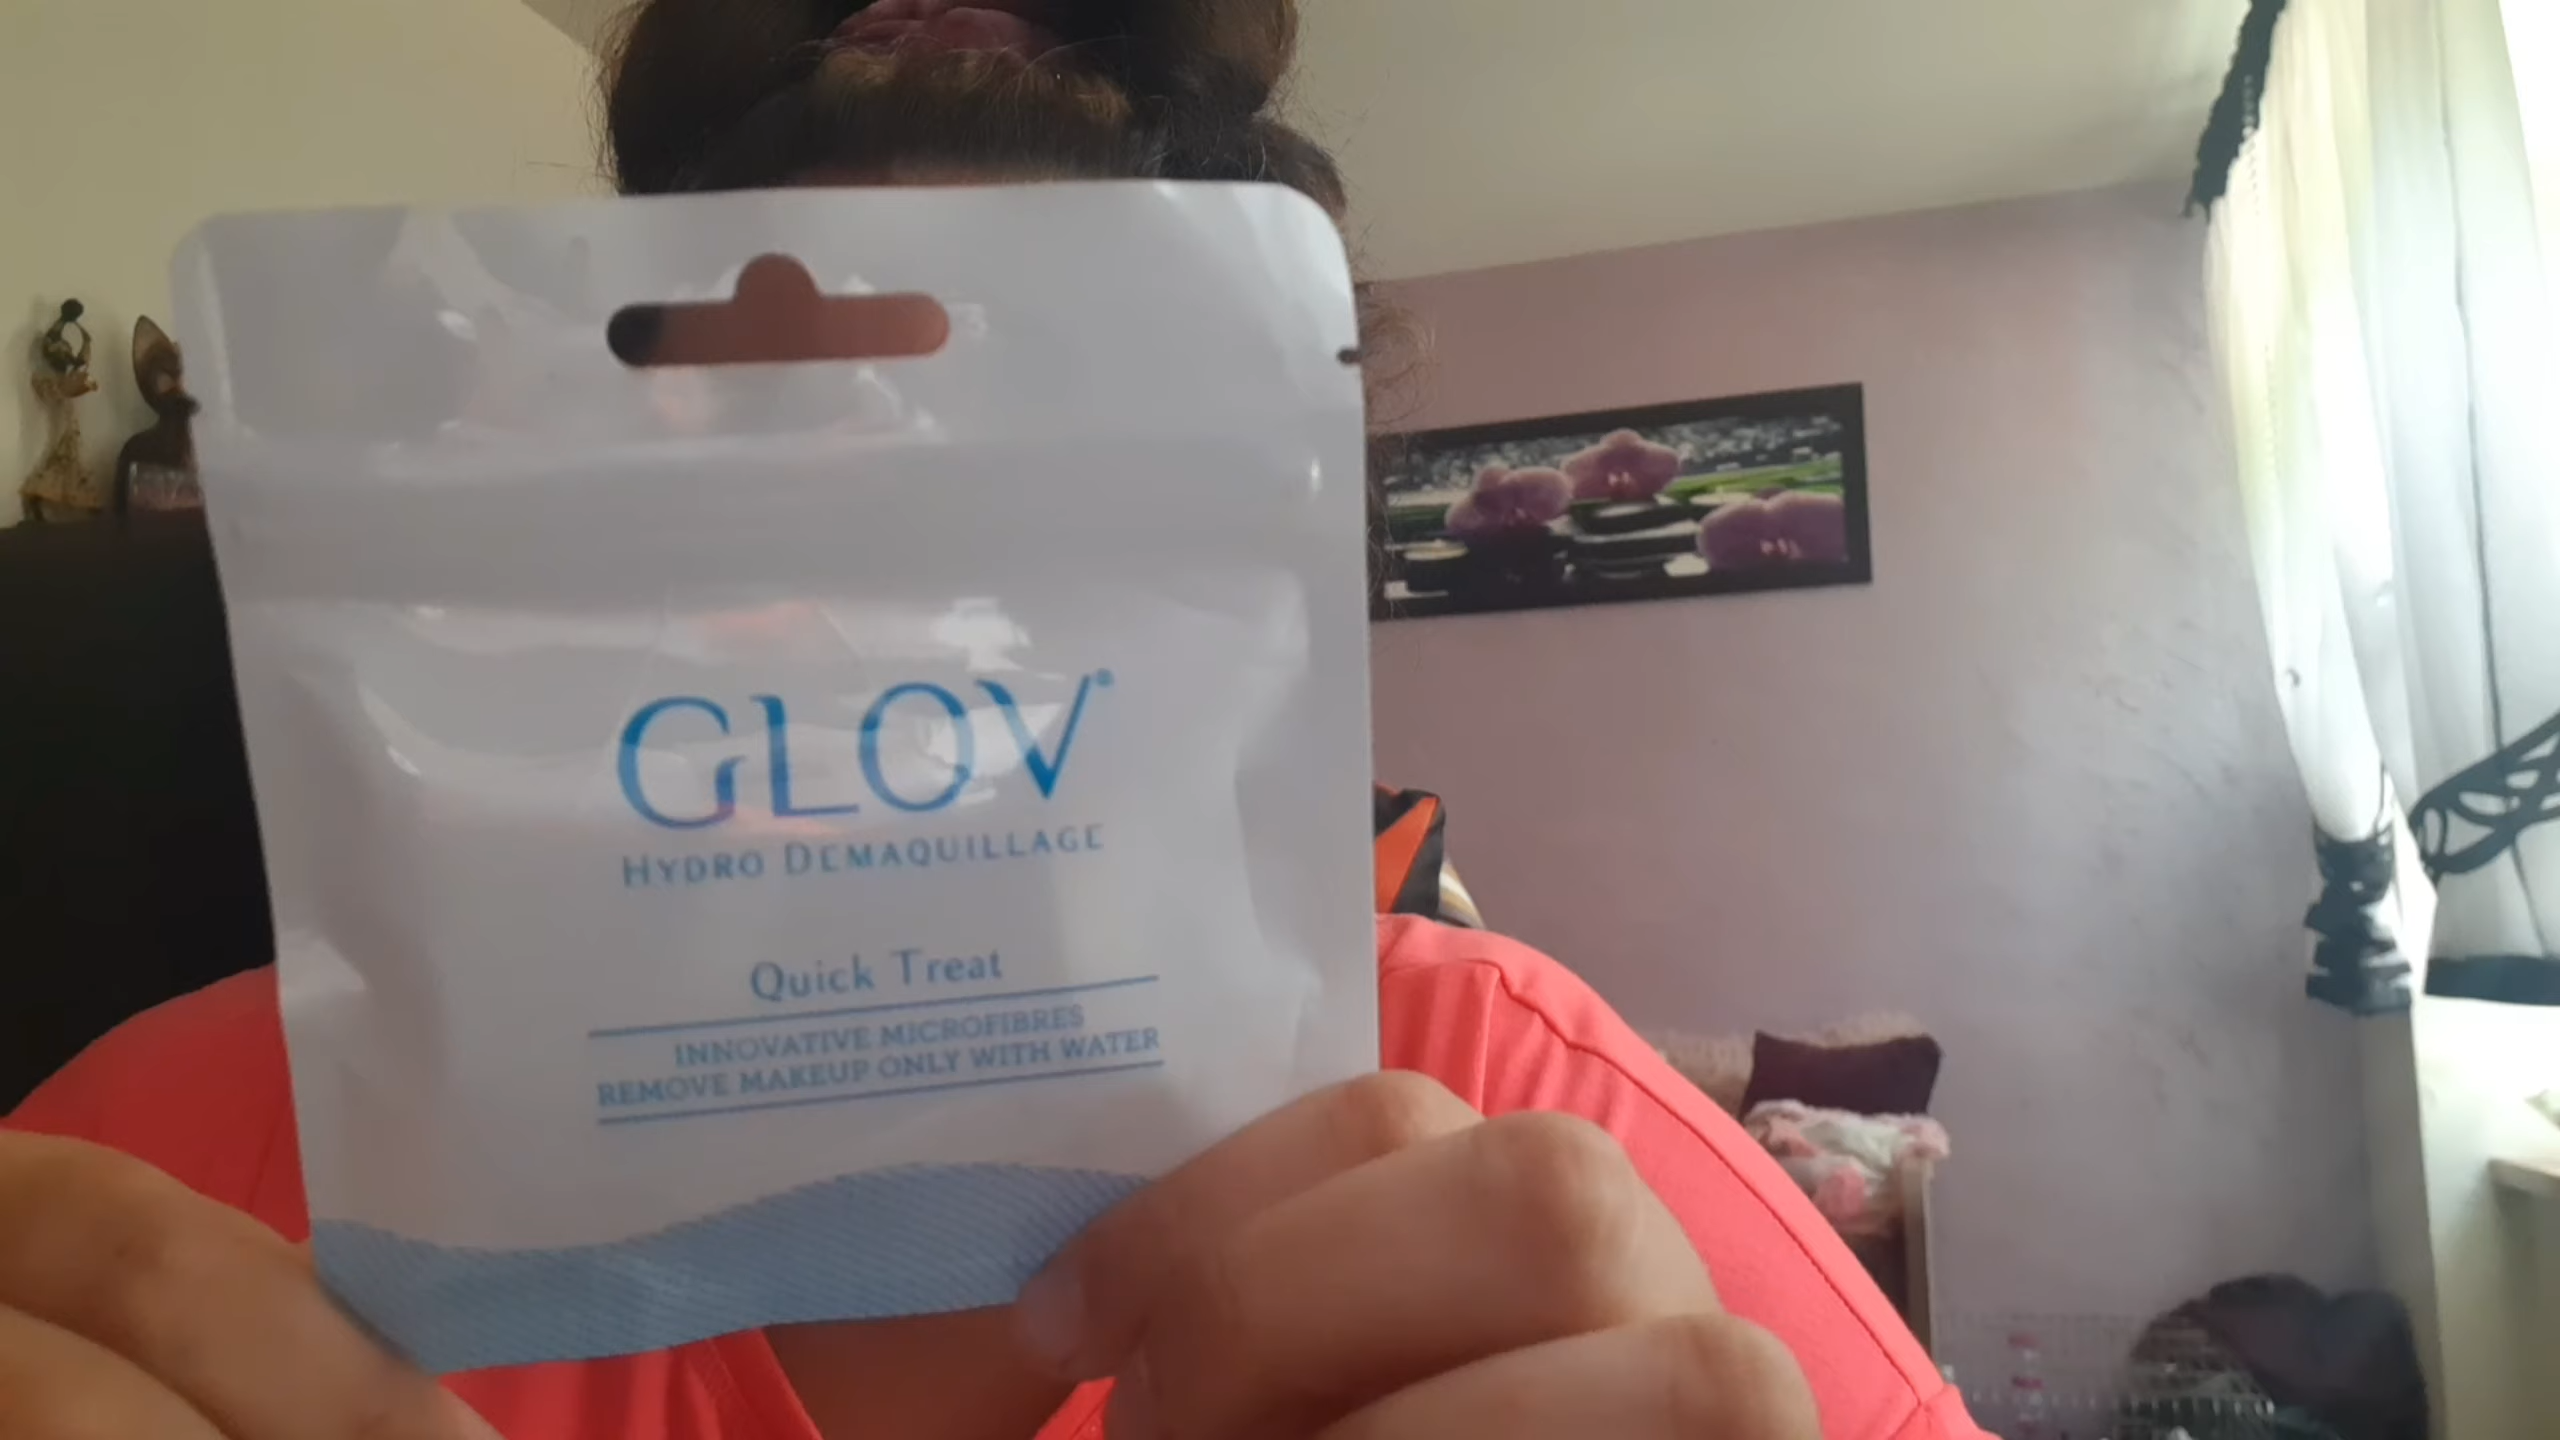 GLOV®
HYDRO DEMAQUILLAGE
Quick Treat
INNOVATIVE MICROFIBRES
REMOVE MAKEUP ONLY WITH WATER